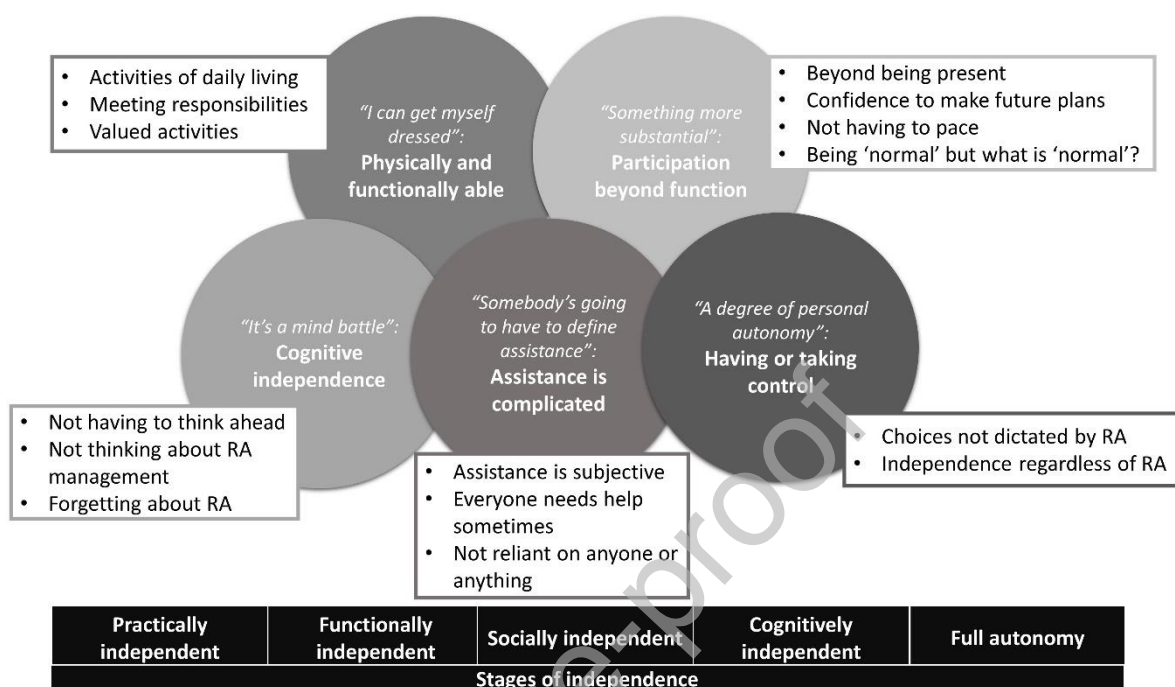 • Activities of daily living
• Meeting responsibilities
• Valued activities
“I can get myself
dressed”:
Physically and
functionally able
“Something more
substantial”:
Participation
beyond function
• Beyond being present
• Confidence to make future plans
• Not having to pace
• Being ‘normal’ but what is ‘normal’?
“It’s a mind battle”:
Cognitive
independence
“Somebody’s going
to have to define
assistance”:
Assistance is
complicated
“A degree of personal
autonomy”:
Having or taking
control
• Not having to think ahead
• Not thinking about RA
management
• Forgetting about RA
• Assistance is subjective
• Everyone needs help
sometimes
• Not reliant on anyone or
anything
• Choices not dictated by RA
• Independence regardless of RA
Practically
independent
Functionally
independent
Socially independent
Cognitively
independent
Full autonomy
Stages of independence
e-proof